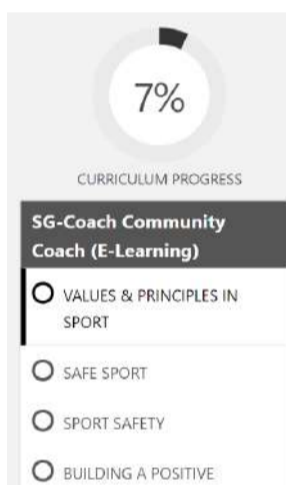 7%
CURRICULUM PROGRESS
SG-Coach Community
Coach (E-Learning)
VALUES & PRINCIPLES IN
SPORT
SAFE SPORT
SPORT SAFETY
BUILDING A POSITIVE